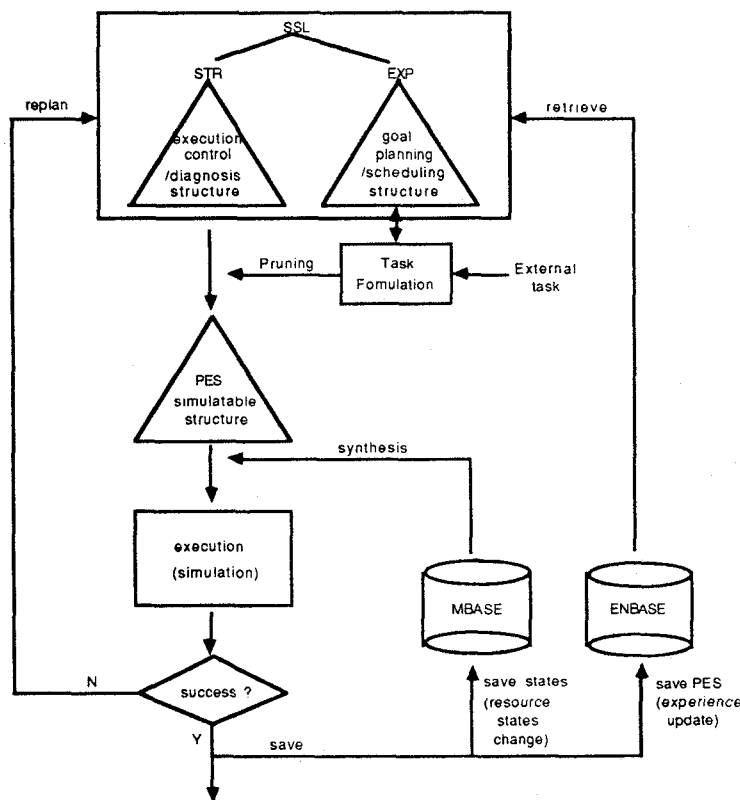 SSL
STR
EXP
replan
retrieve
execution
control
/diagnosis
structure
goal
planning
/scheduling
structure
Pruning
Task
Fomulation
External
task
PES
simulatable
structure
synthesis
execution
(simulation)
MBASE
ENBASE
N
success ?
save states
(resource
states
change)
save PES
(experience
update)
Y
save